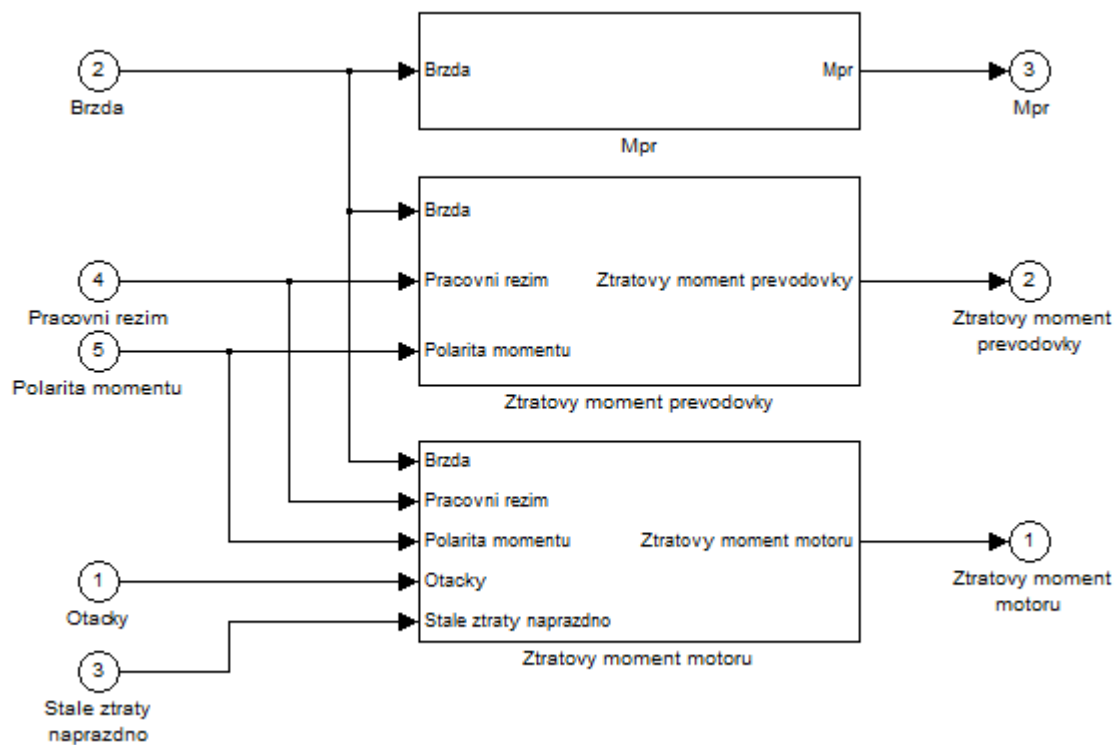 2
Brzda
Brzda
Mpr
Mpr
3
Mpr
4
Pracovni rezim
5
Polarita momentu
Brzda
Pracovni rezim
Polarita momentu
Ztratovy moment prevodovky
Ztratovy moment prevodovky
2
Ztratovy moment
prevodovky
1
Otacky
3
Stale ztraty
naprazdno
Brzda
Pracovni rezim
Polarita momentu
Otacky
Stale ztraty naprazdno
Ztratovy moment motoru
Ztratovy moment motoru
1
Ztratovy moment
motoru